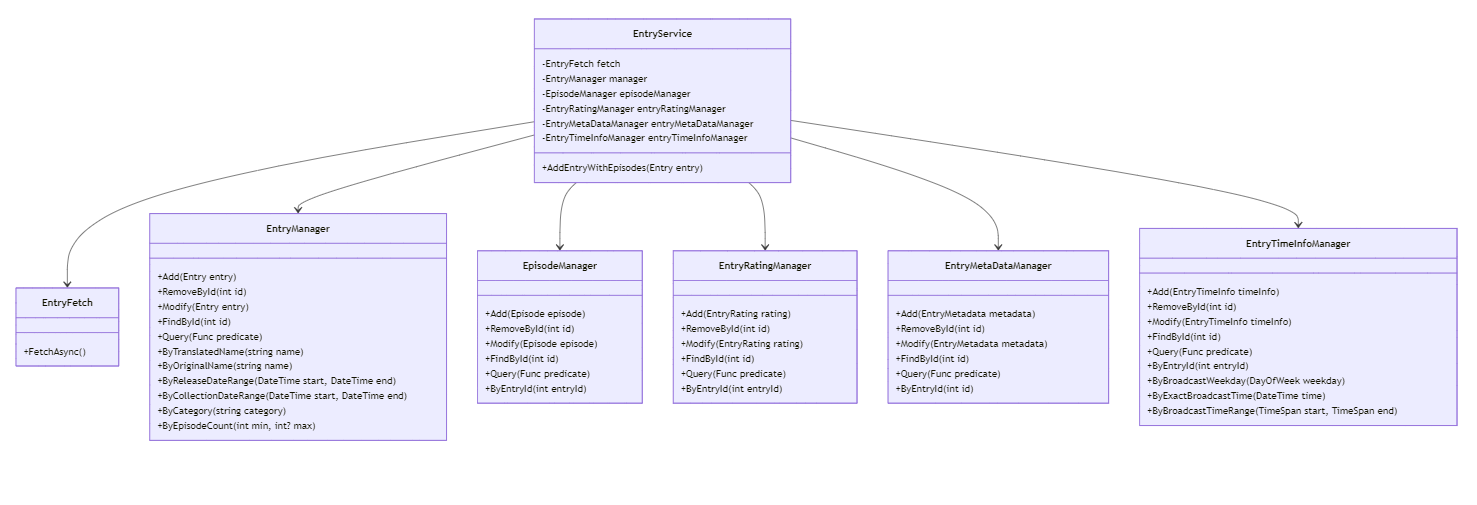 EntryService
-EntryFetch fetch
-EntryManager manager
-EpisodeManager episodeManager
-EntryRatingManager entryRatingManager
-EntryMetaDataManager entryMetaDataManager
-EntryTimeInfoManager entryTimeInfoManager
+AddEntryWithEpisodes(Entry entry)
EntryFetch
+FetchAsync()
EntryManager
+Add(Entry entry)
+RemoveById(int id)
+Modify(Entry entry)
+FindById(int id)
+Query(Func predicate)
+ByTranslatedName(string name)
+ByOriginalName(string name)
+ByReleaseDateRange(DateTime start, DateTime end)
+ByCollectionDateRange(DateTime start, DateTime end)
+ByCategory(string category)
+ByEpisodeCount(int min, int? max)
EpisodeManager
+Add(Episode episode)
+RemoveById(int id)
+Modify(Episode episode)
+FindById(int id)
+Query(Func predicate)
+ByEntryId(int entryId)
EntryRatingManager
+Add(EntryRating rating)
+RemoveById(int id)
+Modify(EntryRating rating)
+FindById(int id)
+Query(Func predicate)
+ByEntryId(int entryId)
EntryMetaDataManager
+Add(EntryMetadata metadata)
+RemoveById(int id)
+Modify(EntryMetadata metadata)
+FindById(int id)
+Query(Func predicate)
+ByEntryId(int id)
EntryTimeInfoManager
+Add(EntryTimeInfo timeInfo)
+RemoveById(int id)
+Modify(EntryTimeInfo timeInfo)
+FindById(int id)
+Query(Func predicate)
+ByEntryId(int entryId)
+ByBroadcastWeekday(DayOfWeek weekday)
+ByExactBroadcastTime(DateTime time)
+ByBroadcastTimeRange(TimeSpan start, TimeSpan end)